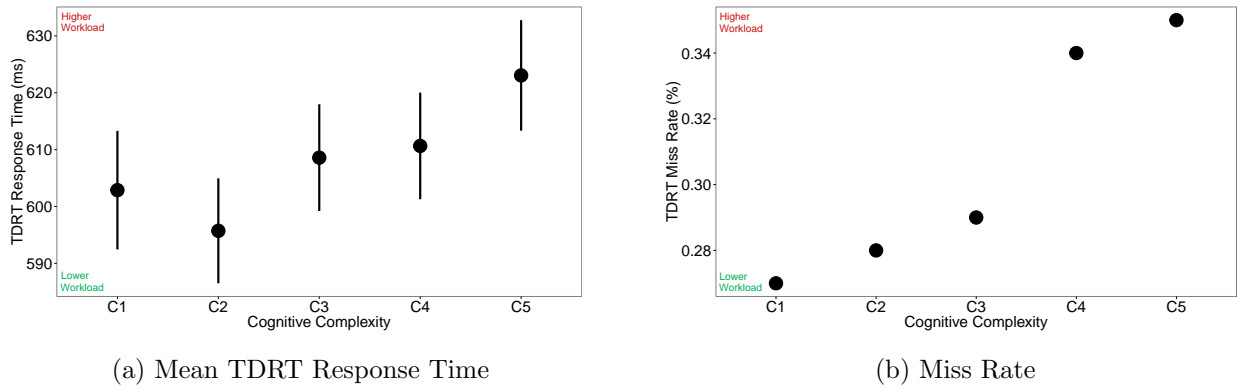 Higher
Workload
630
620
610
600
590
TDRT Response Time (ms)
Lower
Workload
C1 C2 C3 C4 C5
Cognitive Complexity
(a) Mean TDRT Response Time
Higher
Workload
0.34
0.32
0.30
0.28
TDRT Miss Rate (%)
Lower
Workload
C1 C2 C3 C4 C5
Cognitive Complexity
(b) Miss Rate